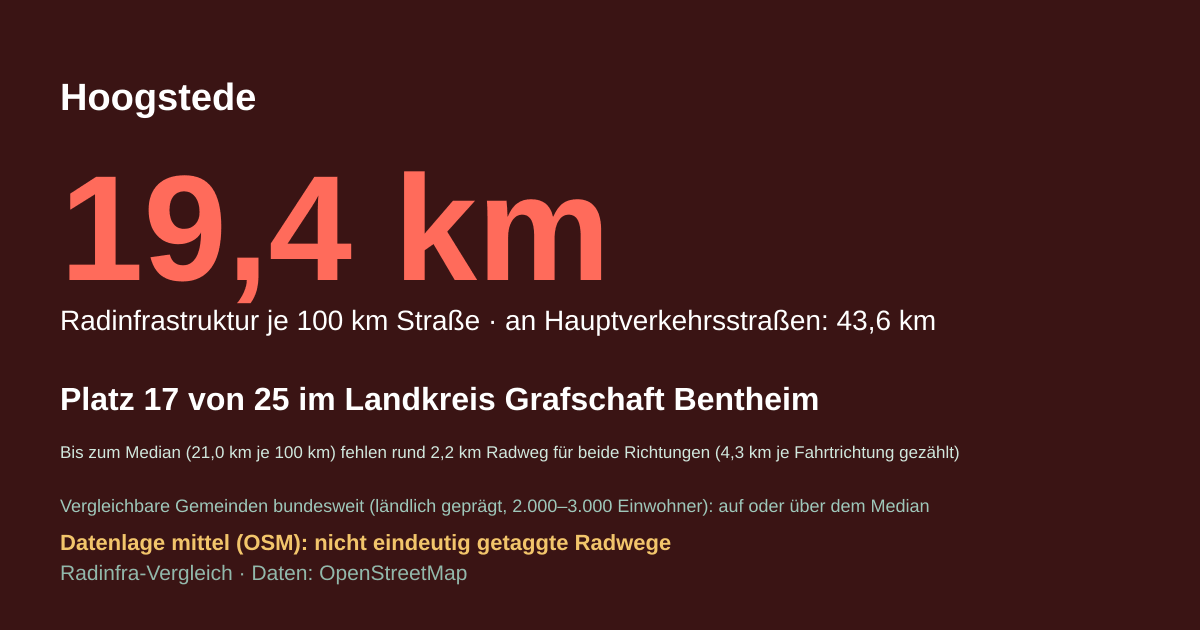 Hoogstede
19,4 km
Radinfrastruktur je 100 km Straße · an Hauptverkehrsstraßen: 43,6 km
Platz 17 von 25 im Landkreis Grafschaft Bentheim
Bis zum Median (21,0 km je 100 km) fehlen rund 2,2 km Radweg für beide Richtungen (4,3 km je Fahrtrichtung gezählt)
Vergleichbare Gemeinden bundesweit (ländlich geprägt, 2.000–3.000 Einwohner): auf oder über dem Median
Datenlage mittel (OSM): nicht eindeutig getaggte Radwege
Radinfra-Vergleich · Daten: OpenStreetMap